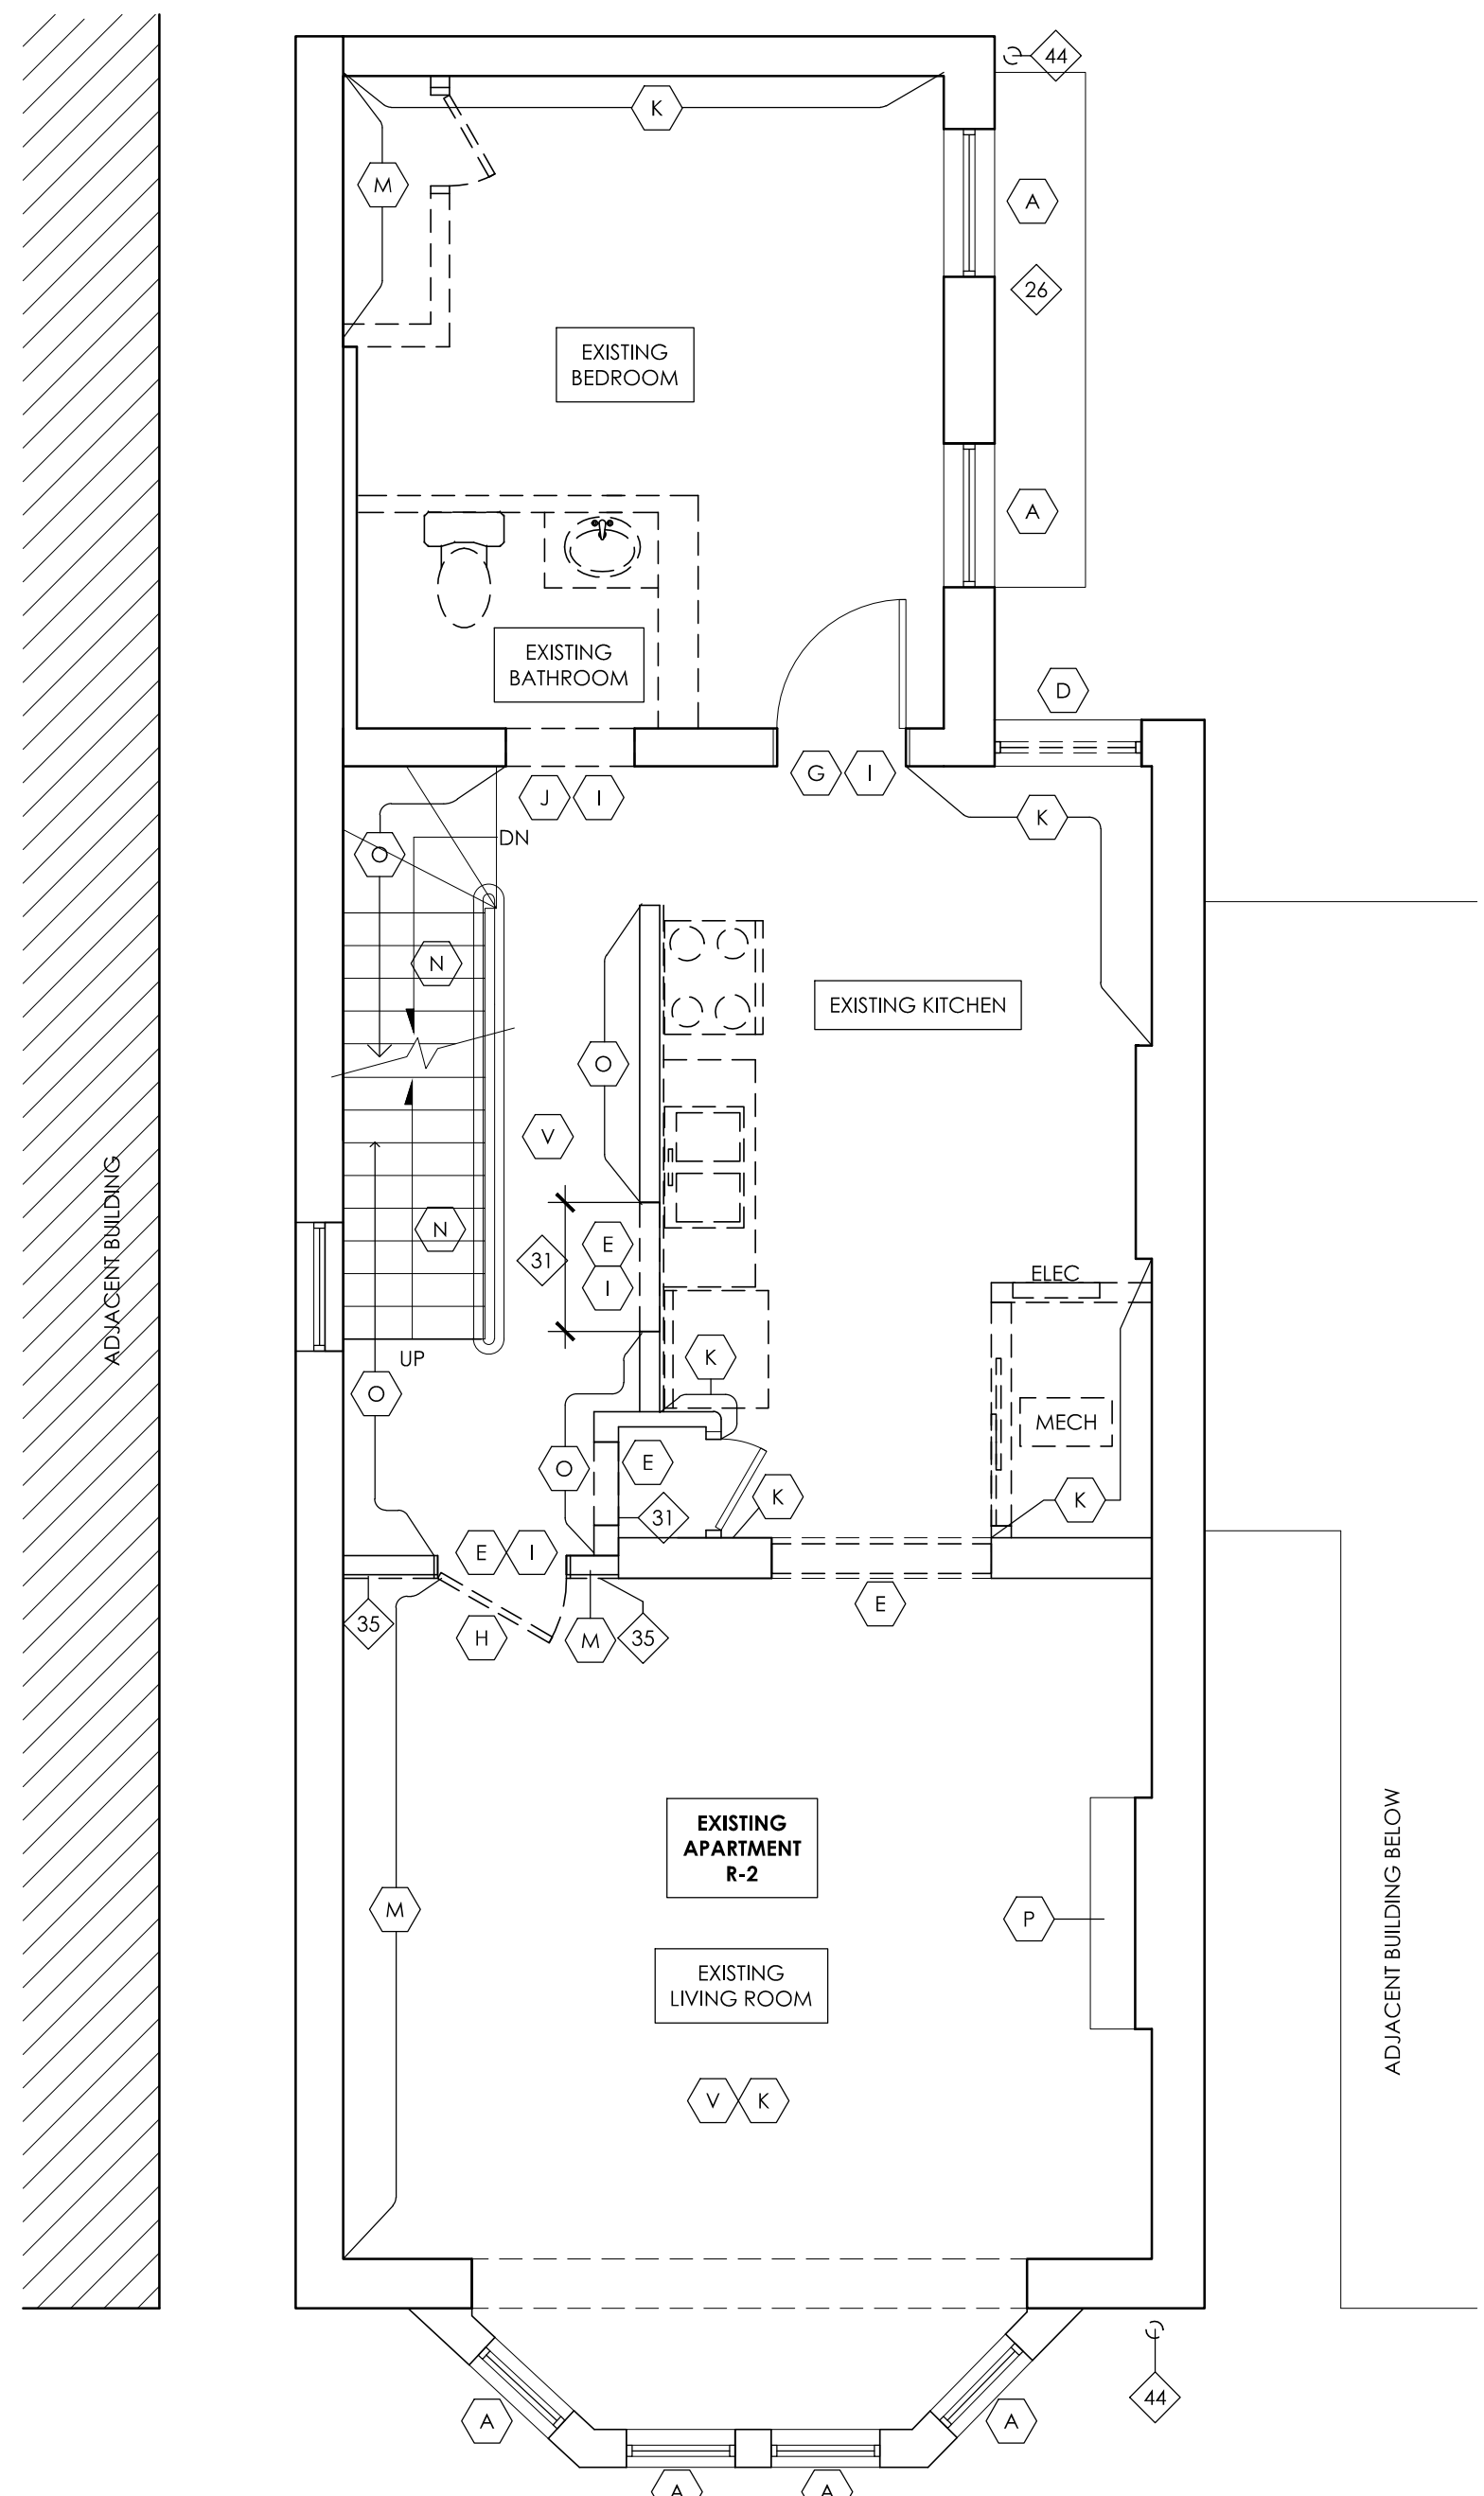 44
K
M
A
26
EXISTING
BEDROOM
A
EXISTING
BATHROOM
D
G I
J I
K
DN
O
N
EXISTING KITCHEN
O
V
ADJACENT BUILDING
N
E
31
I
ELEC
UP
K
O
MECH
E
O
K
K
31
E I
E
35
H
M
35
EXISTING
APARTMENT
R-2
M
P
ADJACENT BUILDING BELOW
EXISTING
LIVING ROOM
V K
44
A
A
A
A